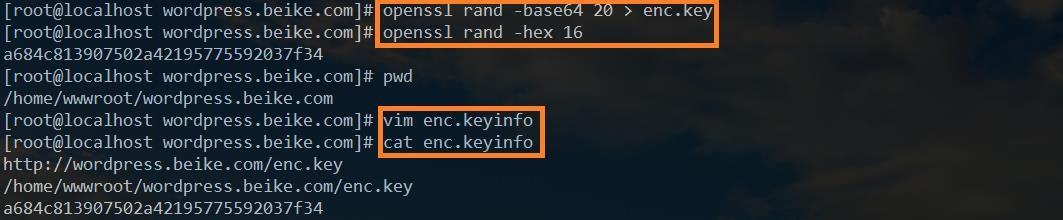 [root@localhost wordpress.beike.com]# openssl rand -base64 20 > enc.key
[root@localhost wordpress.beike.com]# openssl rand -hex 16
a684c813907502a42195775592037f34
[root@localhost wordpress.beike.com]# pwd
/home/wwwroot/wordpress.beike.com
[root@localhost wordpress.beike.com]# vim enc.keyinfo
[root@localhost wordpress.beike.com]# cat enc.keyinfo
http://wordpress.beike.com/enc.key
/home/wwwroot/wordpress.beike.com/enc.key
a684c813907502a42195775592037f34